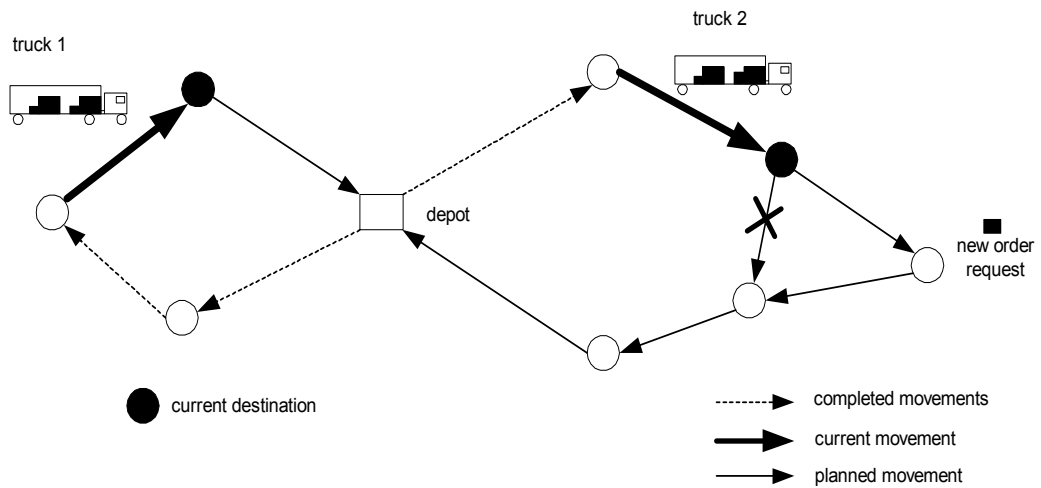 truck 1
truck 2
depot
new order
request
current destination
completed movements
current movement
planned movement